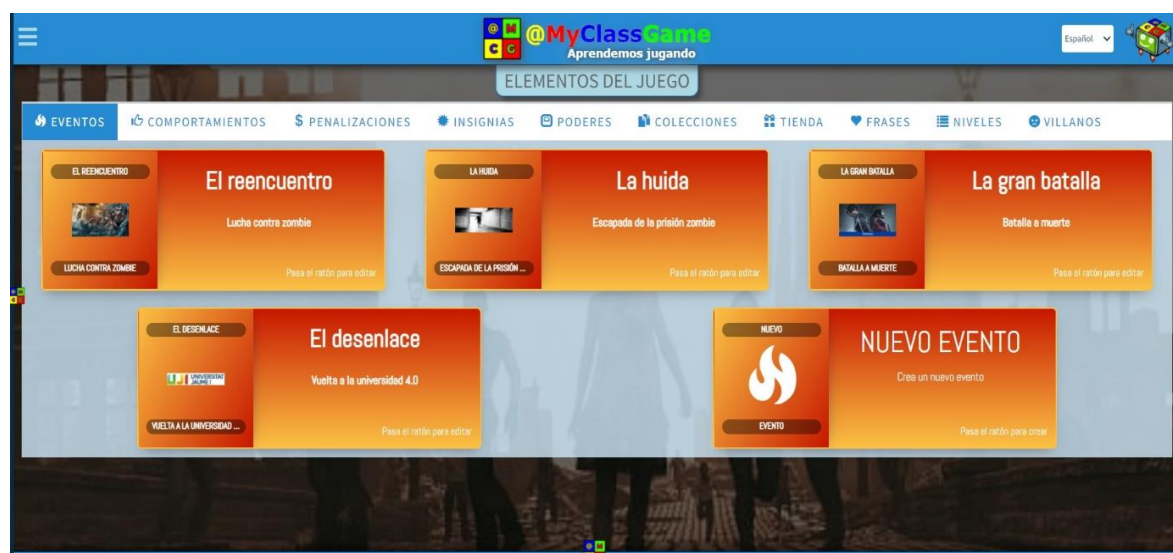 @ M C G
@MyClassGame
Aprendemos jugando
Español
ELEMENTOS DEL JUEGO
EVENTOS COMPORTAMIENTOS $ PENALIZACIONES INSIGNIAS PODERES COLECCIONES TIENDA FRASES NIVELES VILLANOS
EL REENCUENTRO
El reencuentro
Lucha contra zombie
LUCHA CONTRA ZOMBIE
Pasa el ratón para editar
LA HUIDA
La huida
Escapada de la prisión zombie
ESCAPADA DE LA PRISIÓN ...
Pasa el ratón para editar
LA GRAN BATALLA
La gran batalla
Batalla a muerte
BATALLA A MUERTE
Pasa el ratón para editar
EL DESENLACE
El desenlace
UNIVERSITAT
JAUME I
Vuelta a la universidad 4.0
VUELTA A LA UNIVERSIDAD ...
Pasa el ratón para editar
NUEVO
NUEVO EVENTO
Crea un nuevo evento
EVENTO
Pasa el ratón para crear